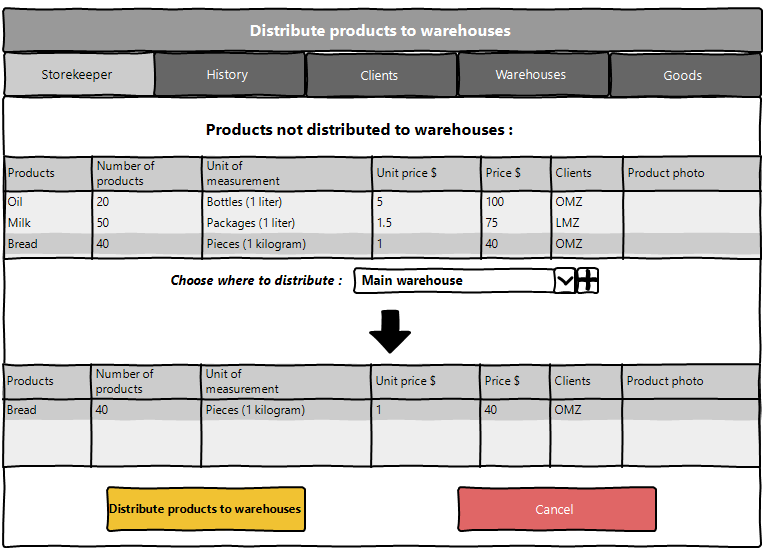 Distribute products to warehouses
Storekeeper History Clients Warehouses Goods
Products not distributed to warehouses :
Products Number of products Unit of measurement Unit price $ Price $ Clients Product photo
Oil 20 Bottles (1 liter) 5 100 OMZ
Milk 50 Packages (1 liter) 1.5 75 LMZ
Bread 40 Pieces (1 kilogram) 1 40 OMZ
Choose where to distribute : Main warehouse
Products Number of products Unit of measurement Unit price $ Price $ Clients Product photo
Bread 40 Pieces (1 kilogram) 1 40 OMZ
Distribute products to warehouses Cancel